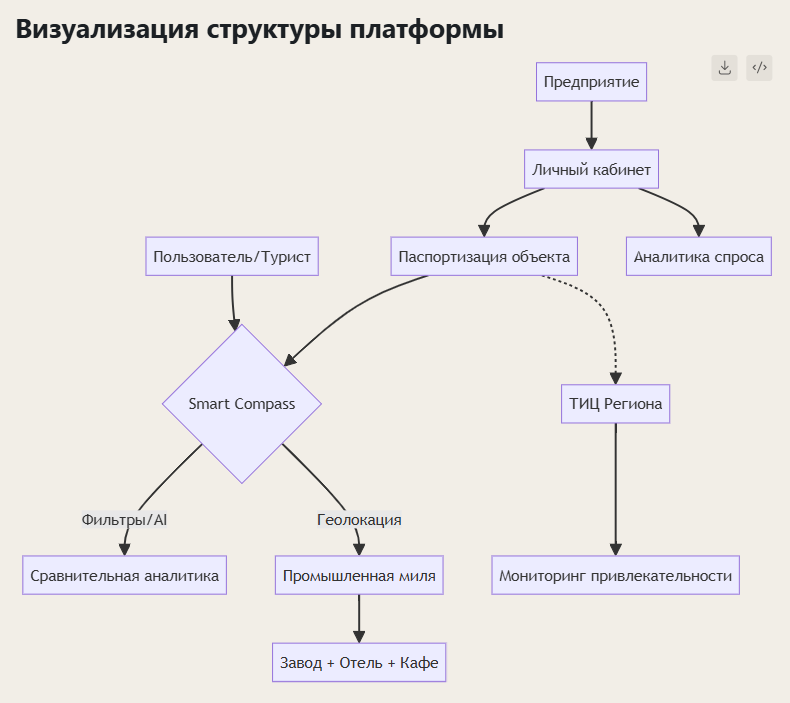 Визуализация структуры платформы
Предприятие
Личный кабинет
Пользователь/Турист
Паспортизация объекта
Аналитика спроса
Smart Compass
ТИЦ Региона
Фильтры/AI
Геолокация
Сравнительная аналитика
Промышленная миля
Мониторинг привлекательности
Завод + Отель + Кафе